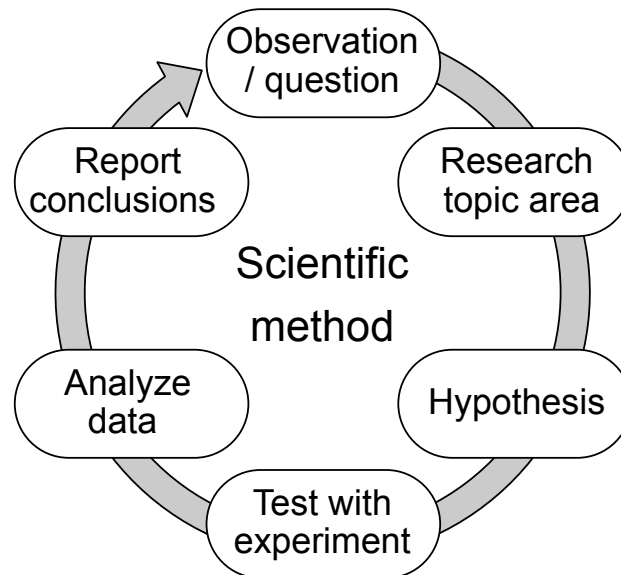 Observation
/ question
Research
topic area
Hypothesis
Test with
experiment
Analyze
data
Report
conclusions
Scientific
method